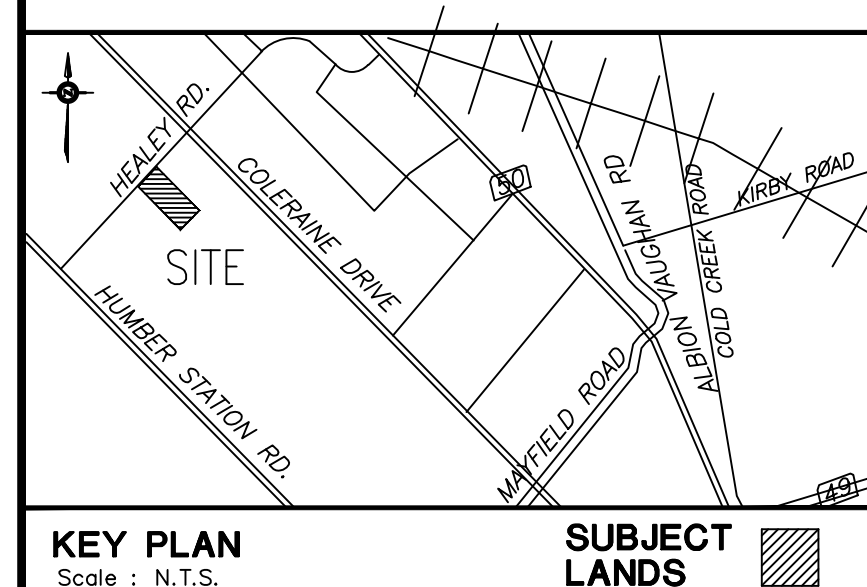 N
HEALEY RD.
COLERAINE DRIVE
50
ALBION VAUGHAN RD
COLD CREEK ROAD
KIRBY ROAD
SITE
HUMBER STATION RD.
MAYFIELD ROAD
49
KEY PLAN
Scale : N.T.S.
SUBJECT
LANDS